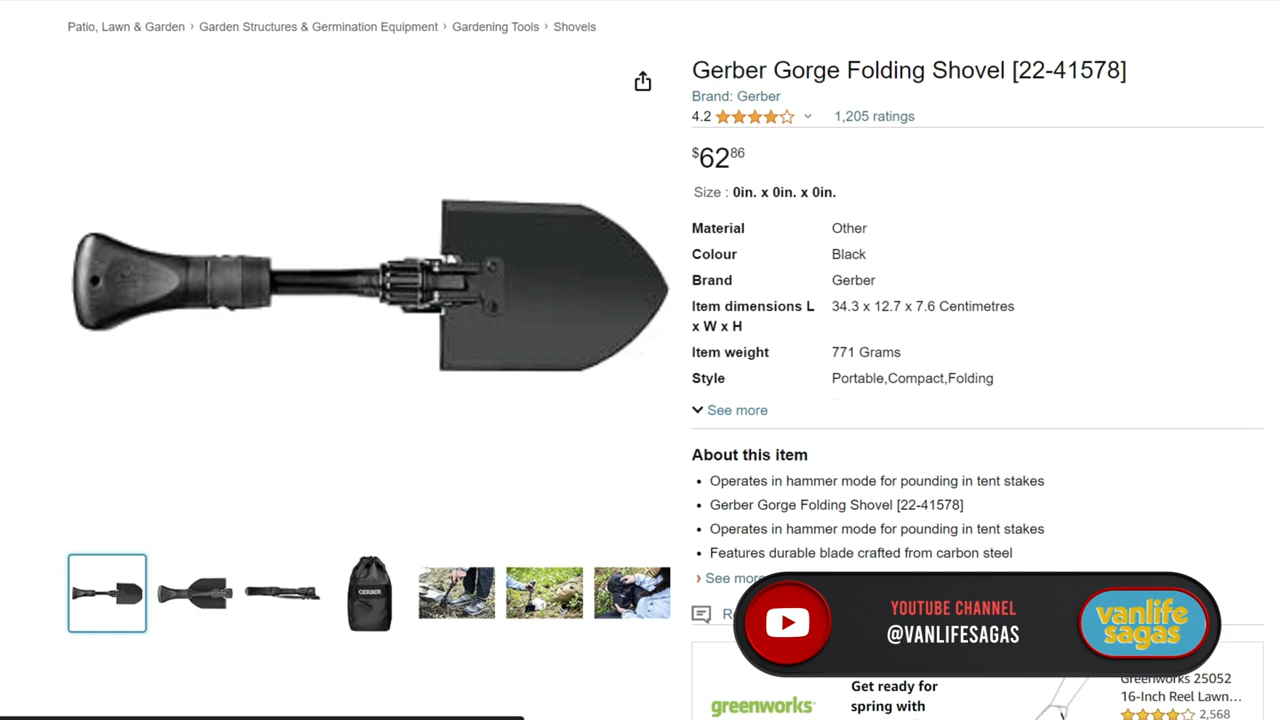 Patio, Lawn & Garden › Garden Structures & Germination Equipment › Gardening Tools › Shovels
Gerber Gorge Folding Shovel [22-41578]
Brand: Gerber
4.2 1,205 ratings
$62 86
Size : 0in. x 0in. x 0in.
Material Other
Colour Black
Brand Gerber
Item dimensions L 34.3 x 12.7 x 7.6 Centimetres
x W x H
Item weight 771 Grams
Style Portable,Compact,Folding
See more
About this item
• Operates in hammer mode for pounding in tent stakes
• Gerber Gorge Folding Shovel [22-41578]
• Operates in hammer mode for pounding in tent stakes
• Features durable blade crafted from carbon steel
› See more
GERBER
YOUTUBE CHANNEL
@VANLIFESAGAS
vanlife
sagas
greenworks
Get ready for
spring with
Greenworks 25052
16-Inch Reel Lawn...
2,568